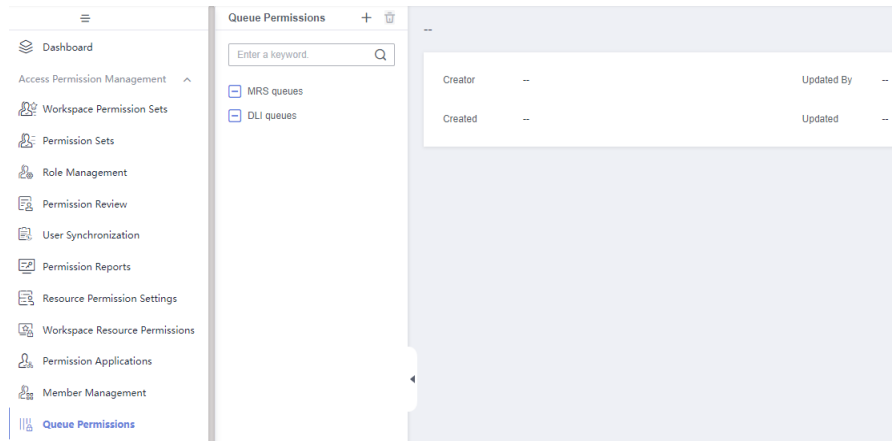 Dashboard
Access Permission Management
Workspace Permission Sets
Permission Sets
Role Management
Permission Review
User Synchronization
Permission Reports
Resource Permission Settings
Workspace Resource Permissions
Permission Applications
Member Management
Queue Permissions
Queue Permissions
Enter a keyword.
MRS queues
DLI queues
--
Creator -- Updated By --
Created -- Updated --